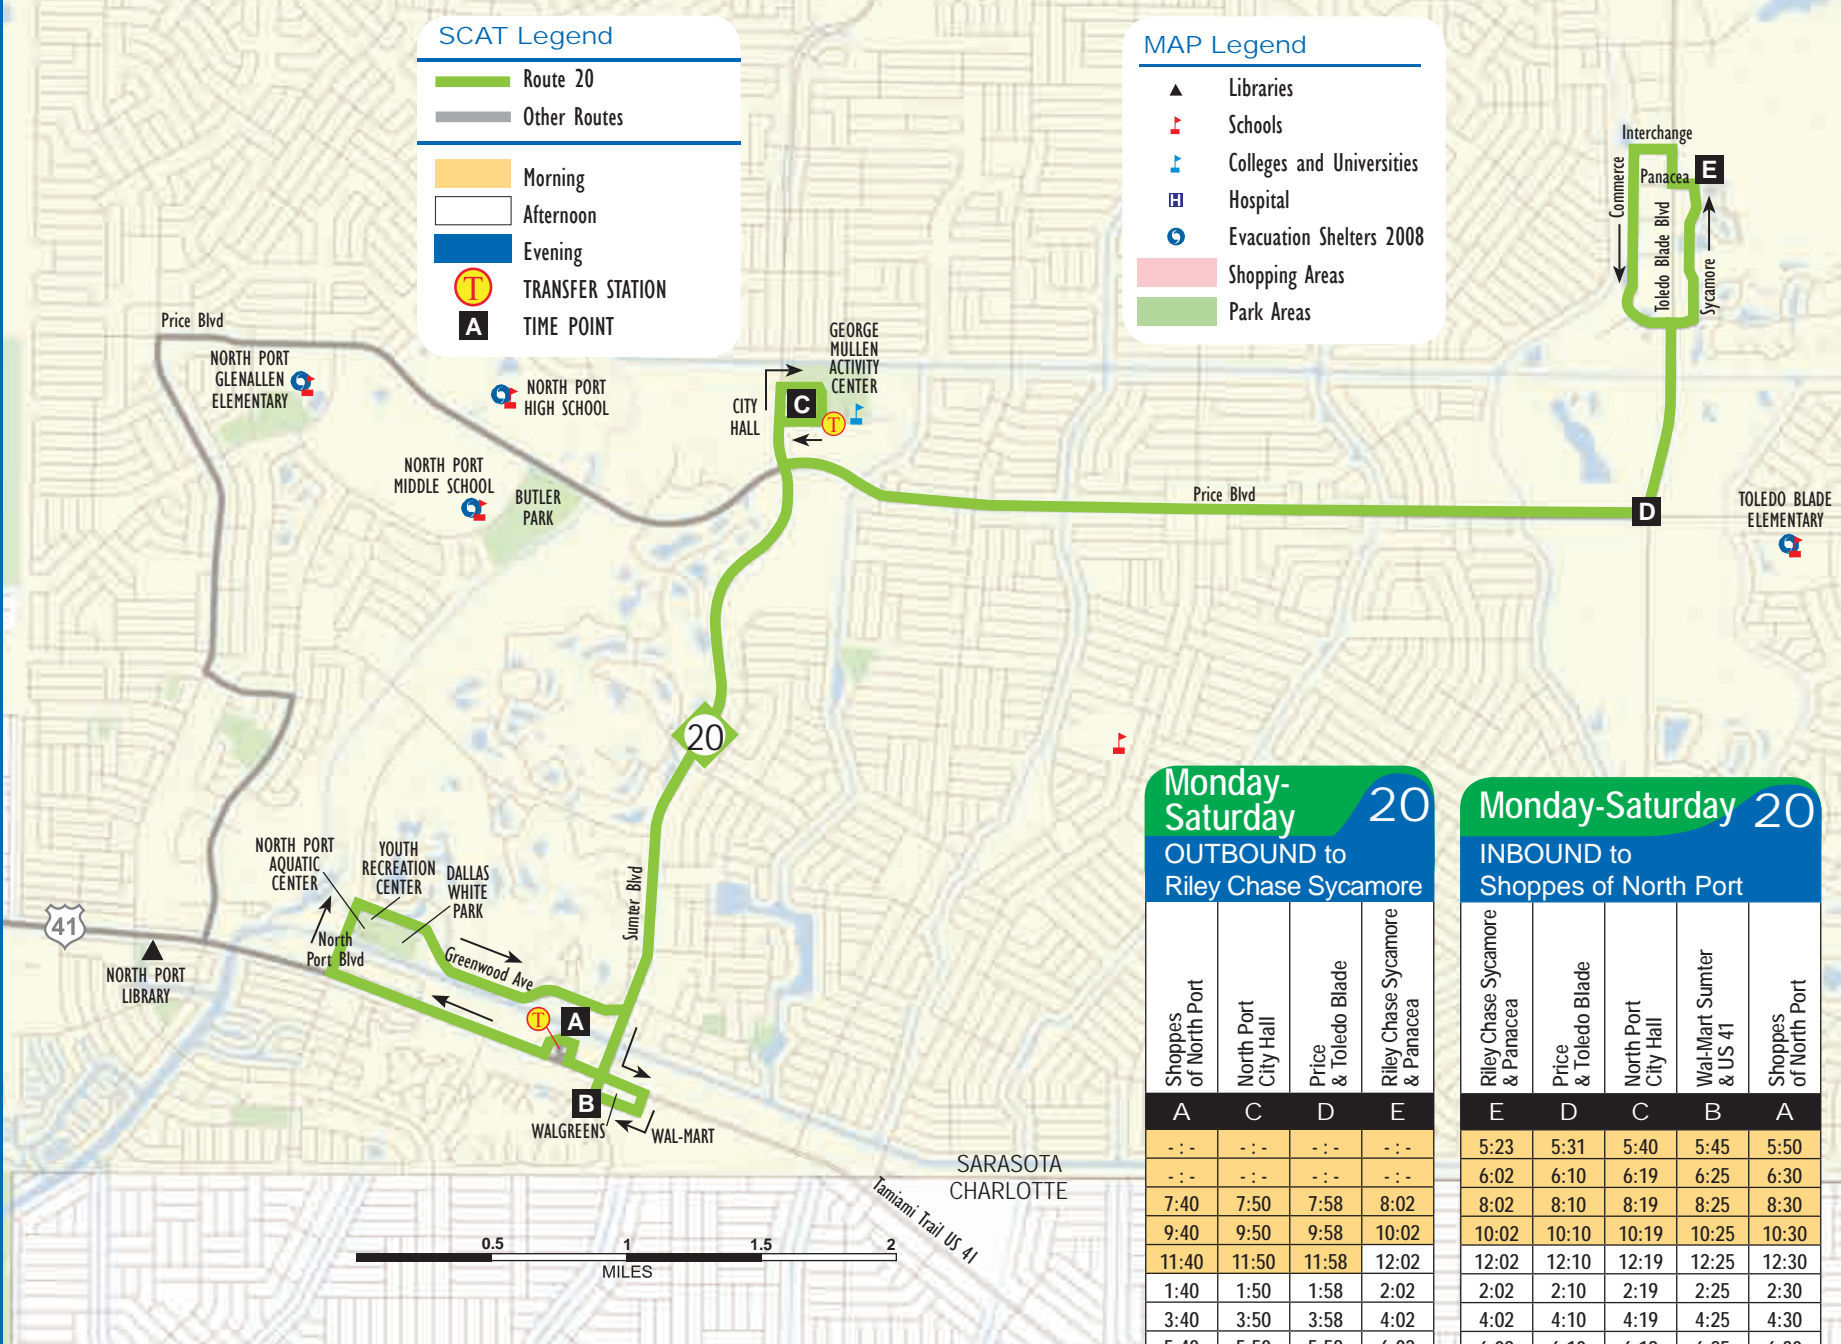 SCAT Legend
Route 20
Other Routes
Morning
Afternoon
Evening
T
TRANSFER STATION
A
TIME POINT
MAP Legend
Libraries
Schools
Colleges and Universities
H
Hospital
Evacuation Shelters 2008
Shopping Areas
Park Areas
Interchange
Commerce
Panacea
E
Toledo Blade Blvd
Sycamore
Price Blvd
NORTH PORT
GLENALLEN
ELEMENTARY
NORTH PORT
HIGH SCHOOL
NORTH PORT
MIDDLE SCHOOL
BUTLER
PARK
GEORGE
MULLEN
ACTIVITY
CENTER
CITY
HALL
C
T
Price Blvd
D
TOLEDO BLADE
ELEMENTARY
20
Sumter Blvd
NORTH PORT
AQUATIC
CENTER
YOUTH
RECREATION
CENTER
DALLAS
WHITE
PARK
41
North
Port Blvd
Greenwood Ave
NORTH PORT
LIBRARY
T
A
B
WALGREENS
WAL-MART
SARASOTA
CHARLOTTE
Tamiami Trail US 41
0.5 1 1.5 2
MILES
Monday-
Saturday
20
OUTBOUND to
Riley Chase Sycamore
Shoppes
of North Port
North Port
City Hall
Price
& Toledo Blade
Riley Chase Sycamore
& Panacea
A C D E
- : - - : - - : - - : -
- : - - : - - : - - : -
7:40 7:50 7:58 8:02
9:40 9:50 9:58 10:02
11:40 11:50 11:58 12:02
1:40 1:50 1:58 2:02
3:40 3:50 3:58 4:02
Monday-Saturday 20
INBOUND to
Shoppes of North Port
Riley Chase Sycamore
& Panacea
Price
& Toledo Blade
North Port
City Hall
Wal-Mart Sumter
& US 41
Shoppes
of North Port
E D C B A
5:23 5:31 5:40 5:45 5:50
6:02 6:10 6:19 6:25 6:30
8:02 8:10 8:19 8:25 8:30
10:02 10:10 10:19 10:25 10:30
12:02 12:10 12:19 12:25 12:30
2:02 2:10 2:19 2:25 2:30
4:02 4:10 4:19 4:25 4:30